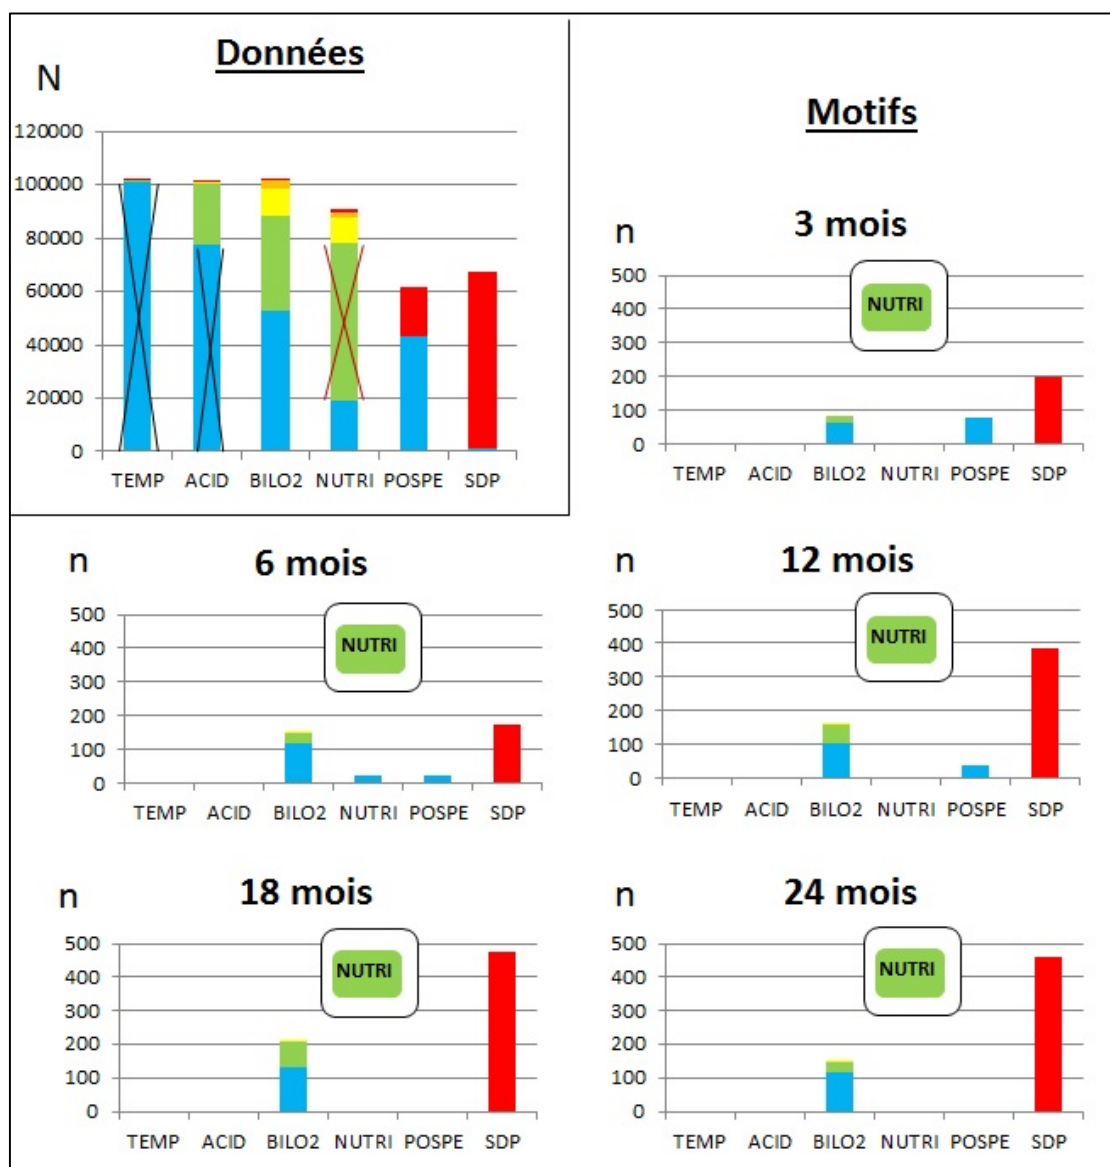 Données
N
120000
100000
80000
60000
40000
20000
0
TEMP ACID BILO2 NUTRI POSPE SDP
Motifs
3 mois
n
NUTRI
500
400
300
200
100
0
TEMP ACID BILO2 NUTRI POSPE SDP
6 mois
n
NUTRI
500
400
300
200
100
0
TEMP ACID BILO2 NUTRI POSPE SDP
12 mois
n
NUTRI
500
400
300
200
100
0
TEMP ACID BILO2 NUTRI POSPE SDP
18 mois
n
NUTRI
500
400
300
200
100
0
TEMP ACID BILO2 NUTRI POSPE SDP
24 mois
n
NUTRI
500
400
300
200
100
0
TEMP ACID BILO2 NUTRI POSPE SDP